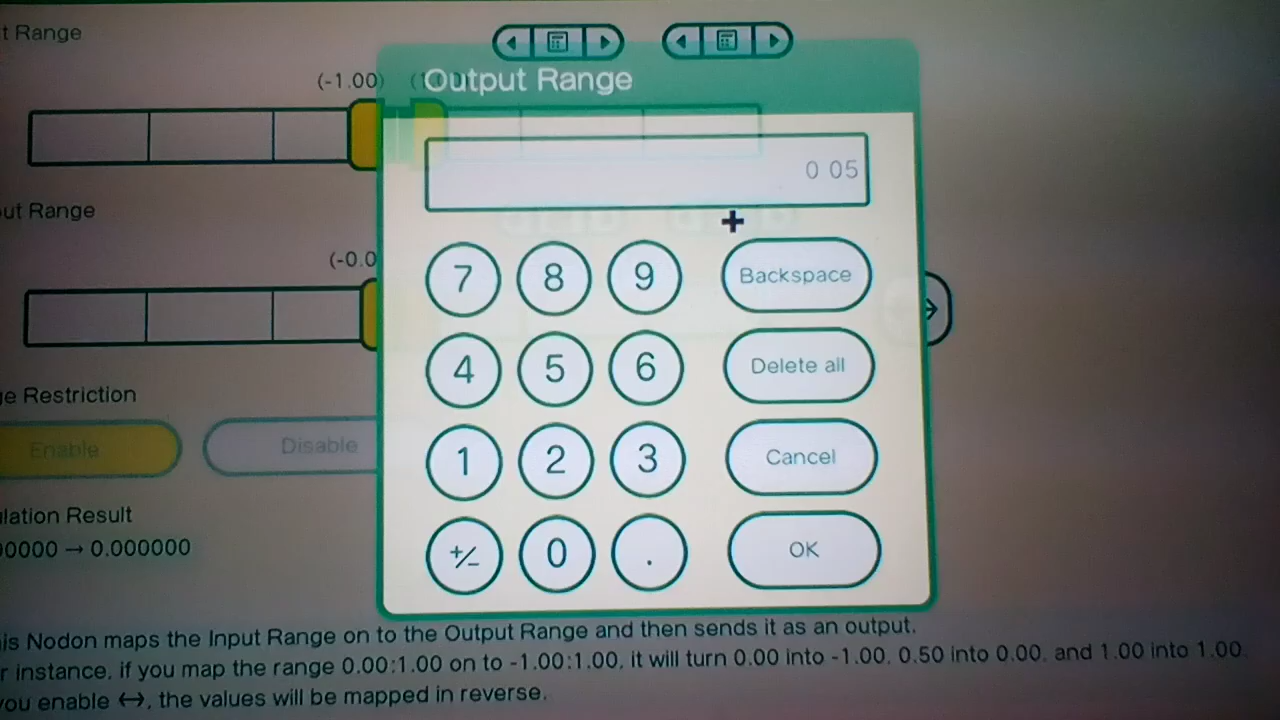 t Range
(-1.00)
Output Range
0.05
ut Range
(-0.0
7 8 9 Backspace
4 5 6 Delete all
ge Restriction
Enable Disable
1 2 3 Cancel
lation Result
00000 → 0.000000
+/- 0 . OK
is Nodon maps the Input Range on to the Output Range and then sends it as an output.
r instance, if you map the range 0.00:1.00 on to -1.00:1.00, it will turn 0.00 into -1.00, 0.50 into 0.00, and 1.00 into 1.00.
you enable ↔, the values will be mapped in reverse.